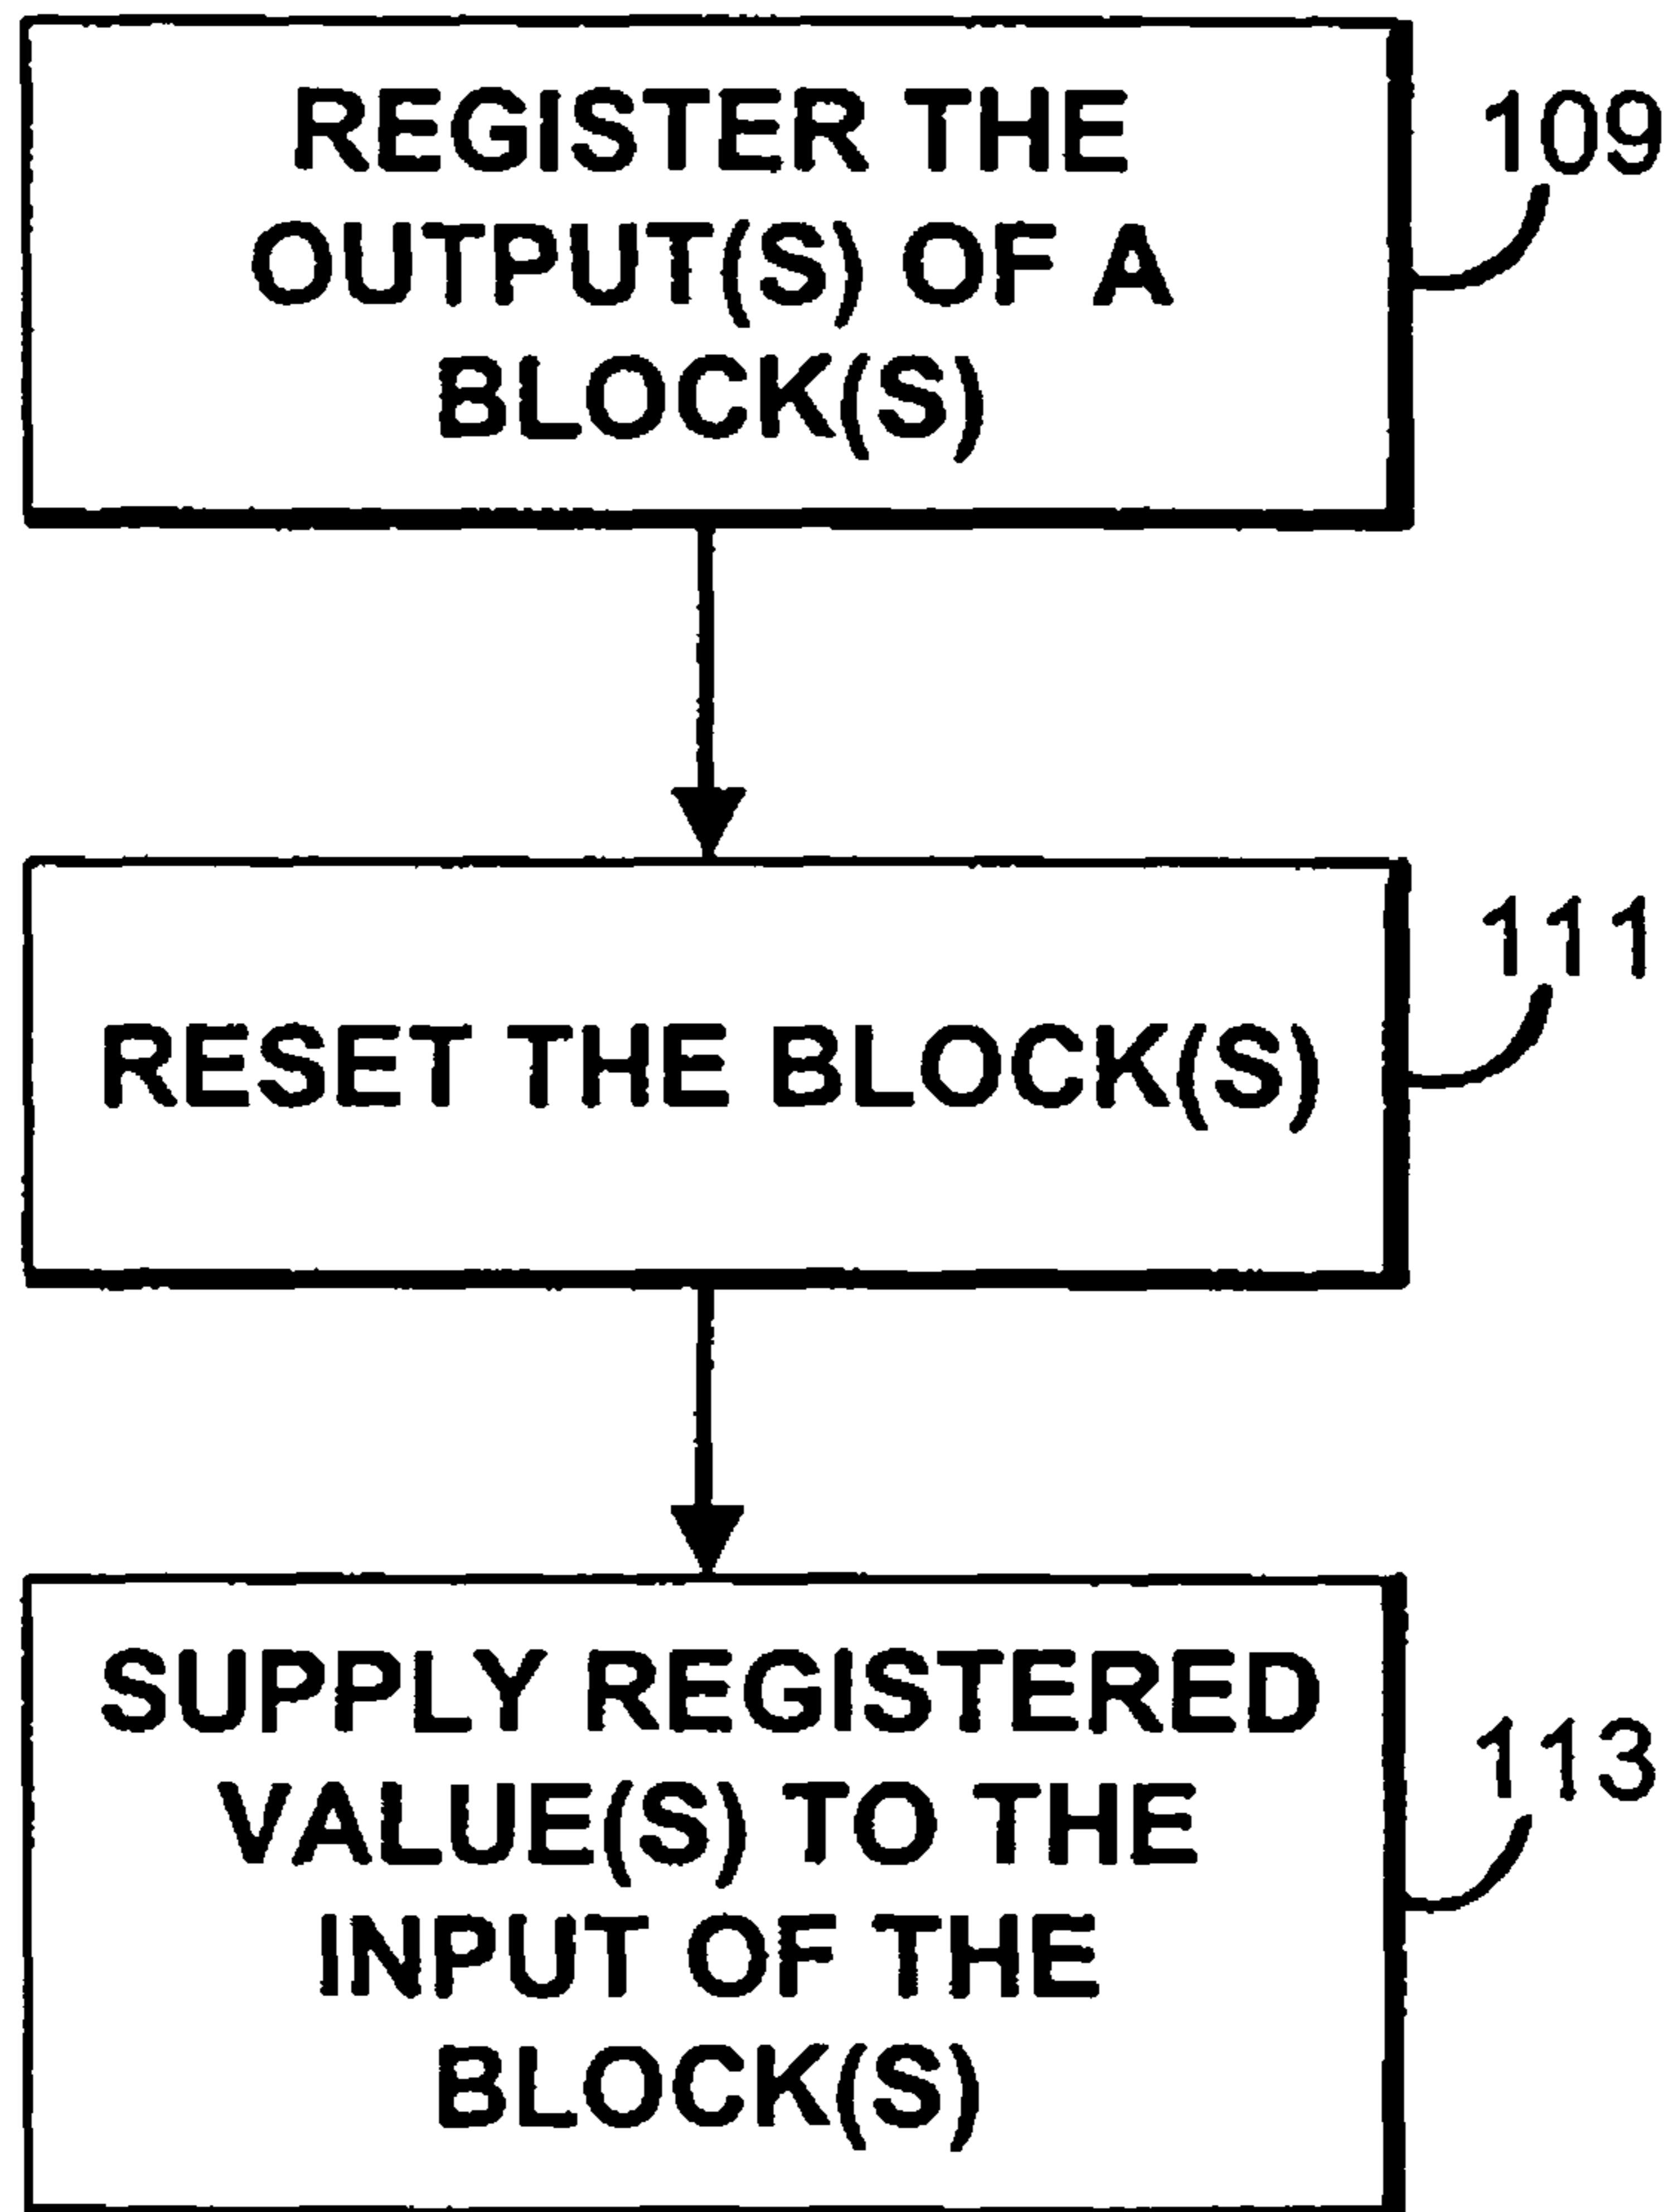 REGISTER THE
OUTPUT(S) OF A
BLOCK(S)
109
RESET THE BLOCK(S)
111
SUPPLY REGISTERED
VALUE(S) TO THE
INPUT OF THE
BLOCK(S)
113